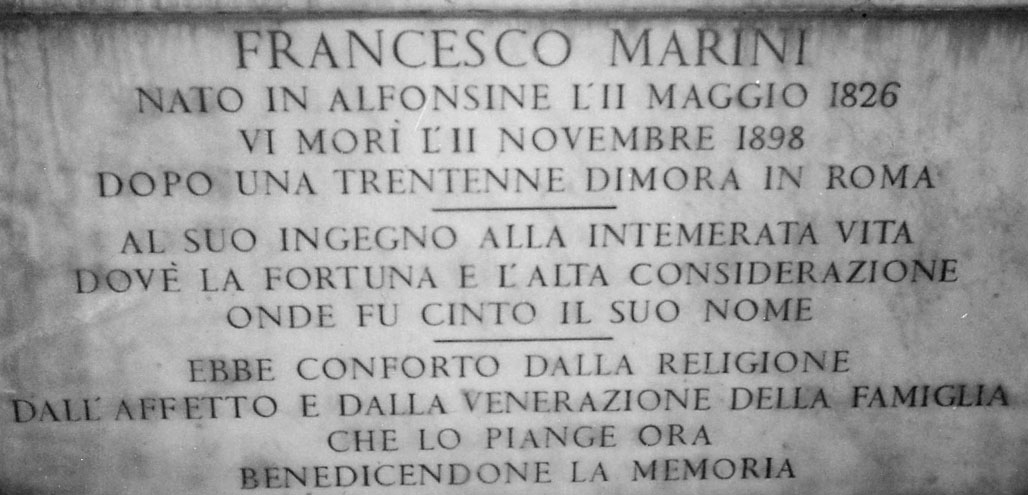 FRANCESCO MARINI
NATO IN ALFONSINE L'11 MAGGIO 1826
VI MORÌ L'11 NOVEMBRE 1898
DOPO UNA TRENTENNE DIMORA IN ROMA
AL SUO INGEGNO ALLA INTEMERATA VITA
DOVÈ LA FORTUNA E L'ALTA CONSIDERAZIONE
ONDE FU CINTO IL SUO NOME
EBBE CONFORTO DALLA RELIGIONE
DALL'AFFETTO E DALLA VENERAZIONE DELLA FAMIGLIA
CHE LO PIANGE ORA
BENEDICENDONE LA MEMORIA